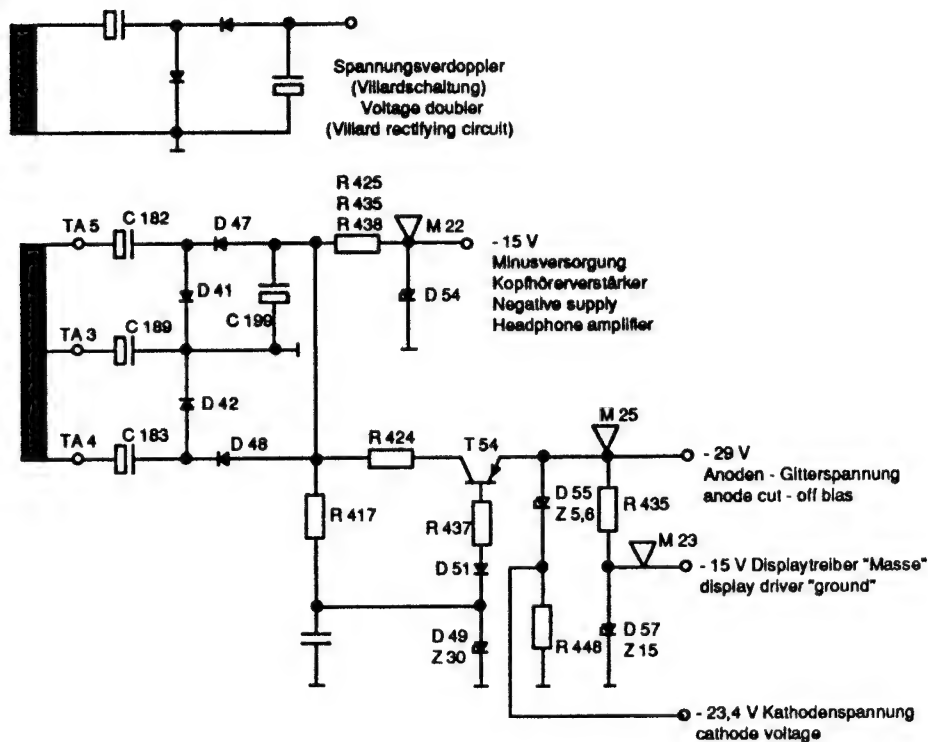 Spannungsverdoppler
(Villardschaltung)
Voltage doubler
(Villard rectifying circuit)
R 425
R 435
R 438
M 22
TA 5
C 182
D 47
- 15 V
Minusversorgung
Kopfhörerverstärker
Negative supply
Headphone amplifier
D 41
C 199
D 54
TA 3
C 189
D 42
TA 4
C 183
D 48
R 424
T 54
M 25
- 29 V
Anoden - Gitterspannung
anode cut - off bias
R 417
R 437
D 55
Z 5,6
R 435
M 23
D 51
- 15 V Displaytreiber "Masse"
display driver "ground"
D 49
Z 30
R 448
D 57
Z 15
- 23,4 V Kathodenspannung
cathode voltage